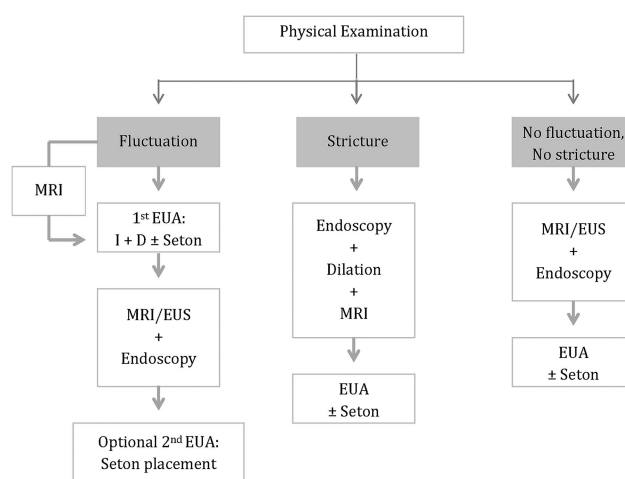 Physical Examination
Fluctuation
Stricture
No fluctuation,
No stricture
MRI
1st EUA:
I + D ± Seton
MRI/EUS
+
Endoscopy
Optional 2nd EUA:
Seton placement
Endoscopy
+
Dilation
+
MRI
EUA
± Seton
MRI/EUS
+
Endoscopy
EUA
± Seton